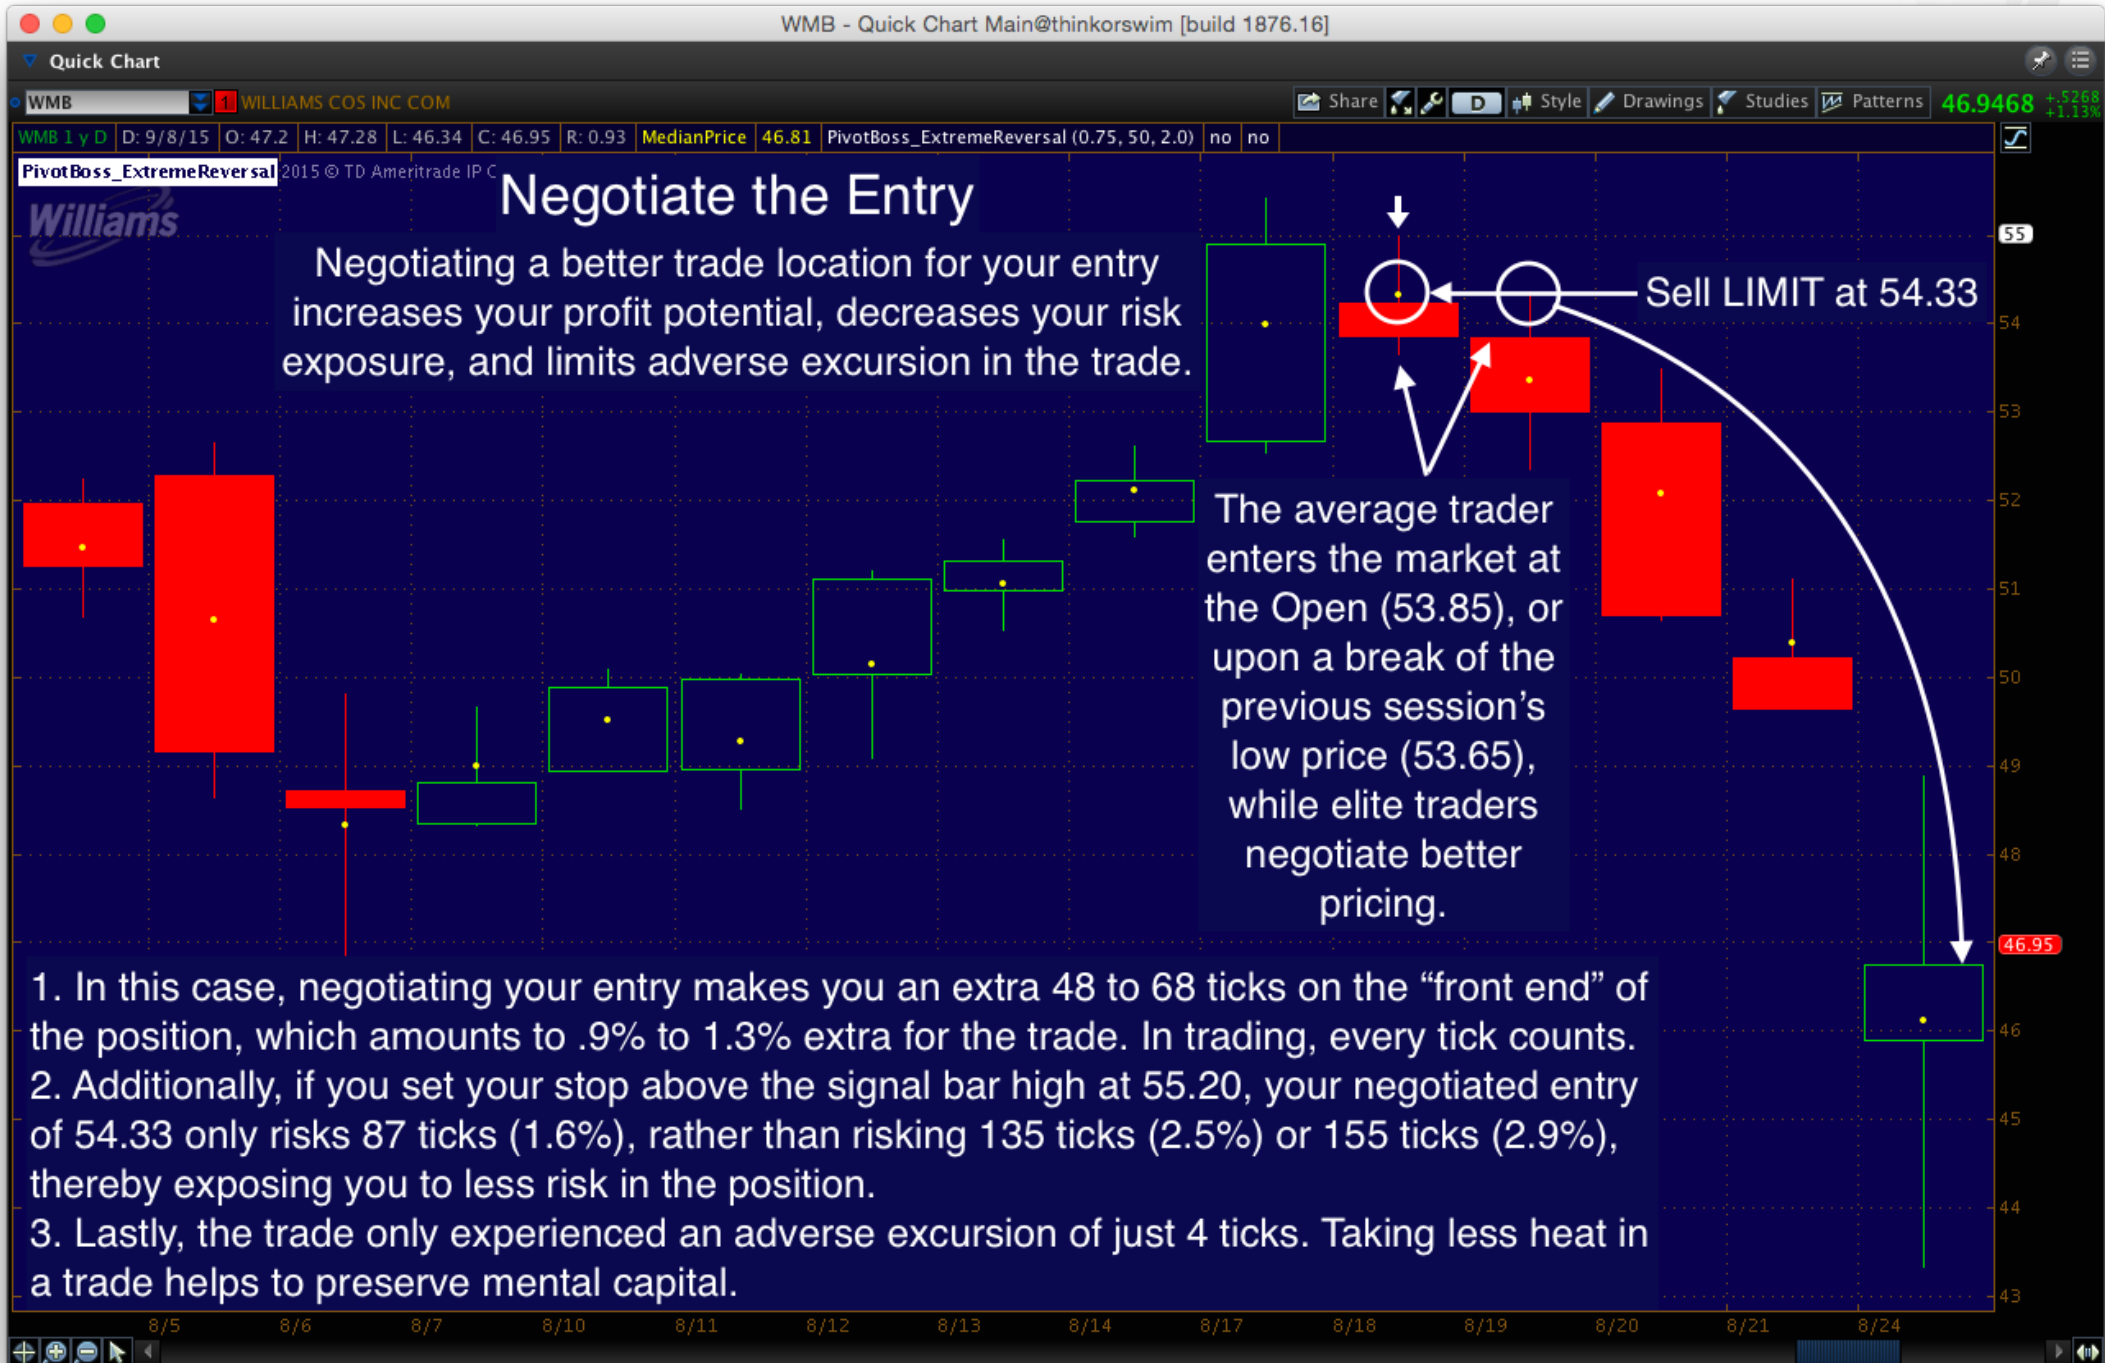 WMB - Quick Chart Main@thinkorswim [build 1876.16]
Quick Chart
WMB 1 WILLIAMS COS INC COM Share D Style Drawings Studies Patterns 46.9468 +.5268 +1.13%
WMB 1 y D D: 9/8/15 O: 47.2 H: 47.28 L: 46.34 C: 46.95 R: 0.93 MedianPrice 46.81 PivotBoss_ExtremeReversal (0.75, 50, 2.0) no no
PivotBoss_ExtremeReversal 2015 © TD Ameritrade IP C
Williams
Negotiate the Entry
Negotiating a better trade location for your entry
increases your profit potential, decreases your risk
exposure, and limits adverse excursion in the trade.
Sell LIMIT at 54.33
The average trader
enters the market at
the Open (53.85), or
upon a break of the
previous session’s
low price (53.65),
while elite traders
negotiate better
pricing.
1. In this case, negotiating your entry makes you an extra 48 to 68 ticks on the “front end” of
the position, which amounts to .9% to 1.3% extra for the trade. In trading, every tick counts.
2. Additionally, if you set your stop above the signal bar high at 55.20, your negotiated entry
of 54.33 only risks 87 ticks (1.6%), rather than risking 135 ticks (2.5%) or 155 ticks (2.9%),
thereby exposing you to less risk in the position.
3. Lastly, the trade only experienced an adverse excursion of just 4 ticks. Taking less heat in
a trade helps to preserve mental capital.
55
54
53
52
51
50
49
48
46.95
46
45
44
43
8/5 8/6 8/7 8/10 8/11 8/12 8/13 8/14 8/17 8/18 8/19 8/20 8/21 8/24